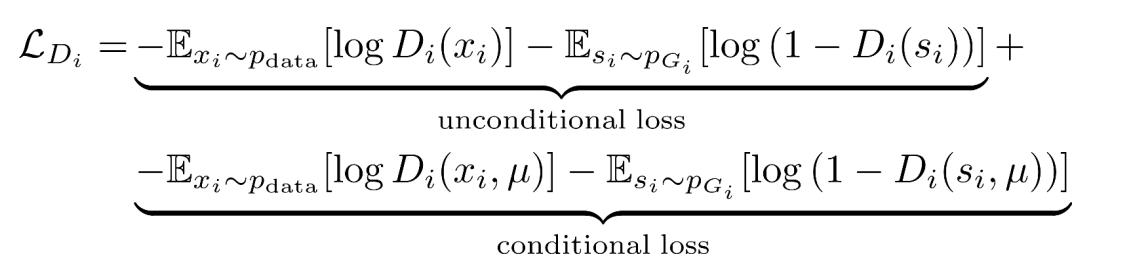 ℒ_{D_i} = −𝔼_{x_i∼p_data}[log D_i(x_i)] − 𝔼_{s_i∼p_{G_i}}[log (1 − D_i(s_i))] +
unconditional loss
−𝔼_{x_i∼p_data}[log D_i(x_i, μ)] − 𝔼_{s_i∼p_{G_i}}[log (1 − D_i(s_i, μ))]
conditional loss